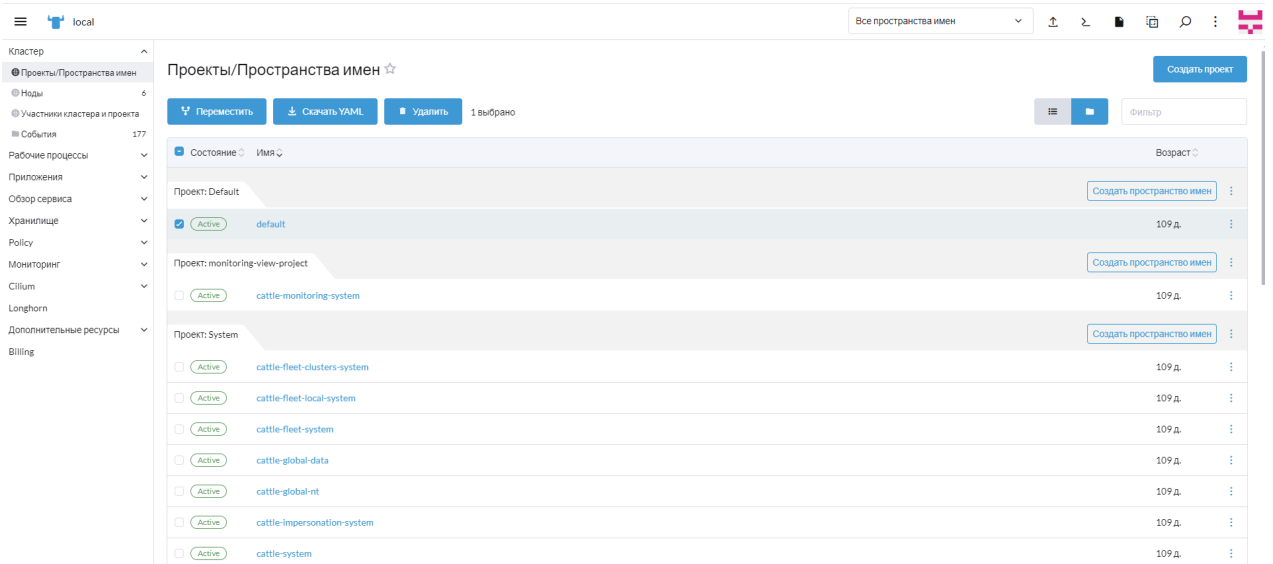 local
Все пространства имен
Кластер
Проекты/Пространства имен
Ноды 6
Участники кластера и проекта
События 177
Рабочие процессы
Приложения
Обзор сервиса
Хранилище
Policy
Мониторинг
Cilium
Longhorn
Дополнительные ресурсы
Billing
Проекты/Пространства имен
Создать проект
Переместить Скачать YAML Удалить 1 выбрано Фильтр
Состояние Имя Возраст
Проект: Default Создать пространство имен
Active default 109 д.
Проект: monitoring-view-project Создать пространство имен
Active cattle-monitoring-system 109 д.
Проект: System Создать пространство имен
Active cattle-fleet-clusters-system 109 д.
Active cattle-fleet-local-system 109 д.
Active cattle-fleet-system 109 д.
Active cattle-global-data 109 д.
Active cattle-global-nt 109 д.
Active cattle-impersonation-system 109 д.
Active cattle-system 109 д.